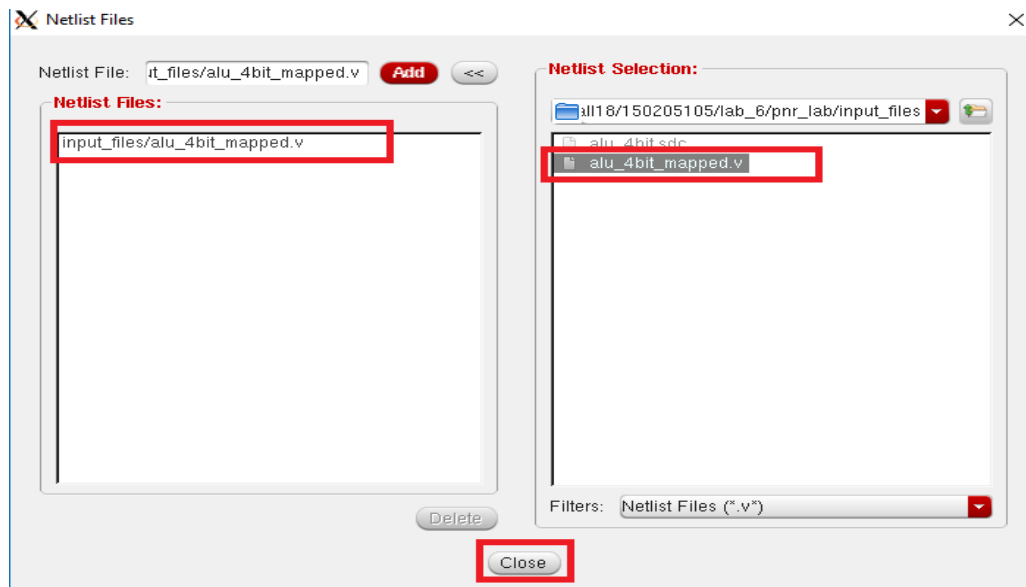 Netlist Files
Netlist File: ut_files/alu_4bit_mapped.v Add <<
Netlist Files:
input_files/alu_4bit_mapped.v
Delete
Netlist Selection:
all18/150205105/lab_6/pnr_lab/input_files
alu_4bit.sdc
alu_4bit_mapped.v
Filters: Netlist Files (*.v*)
Close